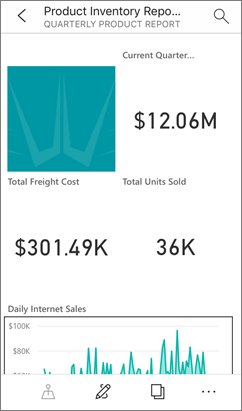 Product Inventory Repo...
QUARTERLY PRODUCT REPORT
Current Quarter...
$12.06M
Total Freight Cost
Total Units Sold
$301.49K
36K
Daily Internet Sales
$100K
$80K